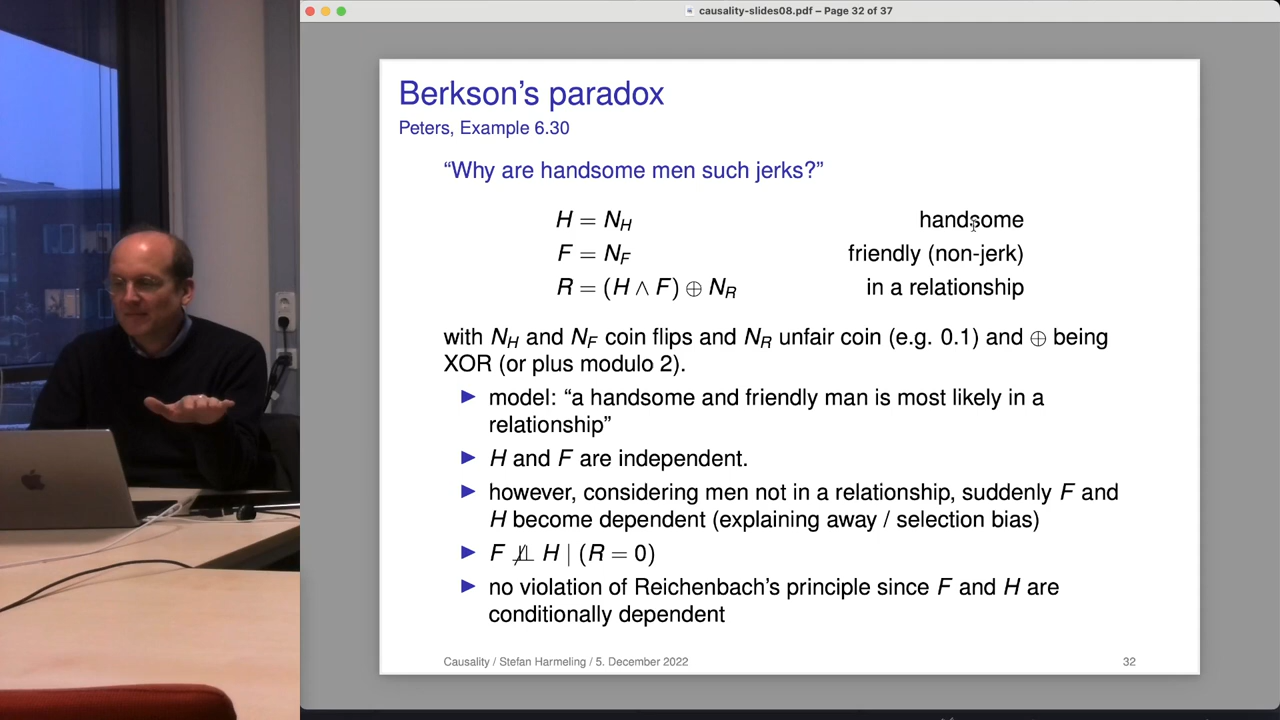 causality-slides08.pdf – Page 32 of 37
Berkson's paradox
Peters, Example 6.30
“Why are handsome men such jerks?”
H = N_H handsome
F = N_F friendly (non-jerk)
R = (H ∧ F) ⊕ N_R in a relationship
with N_H and N_F coin flips and N_R unfair coin (e.g. 0.1) and ⊕ being
XOR (or plus modulo 2).
▶ model: “a handsome and friendly man is most likely in a
relationship”
▶ H and F are independent.
▶ however, considering men not in a relationship, suddenly F and
H become dependent (explaining away / selection bias)
▶ F ⊥̸⊥ H | (R = 0)
▶ no violation of Reichenbach's principle since F and H are
conditionally dependent
Causality / Stefan Harmeling / 5. December 2022 32